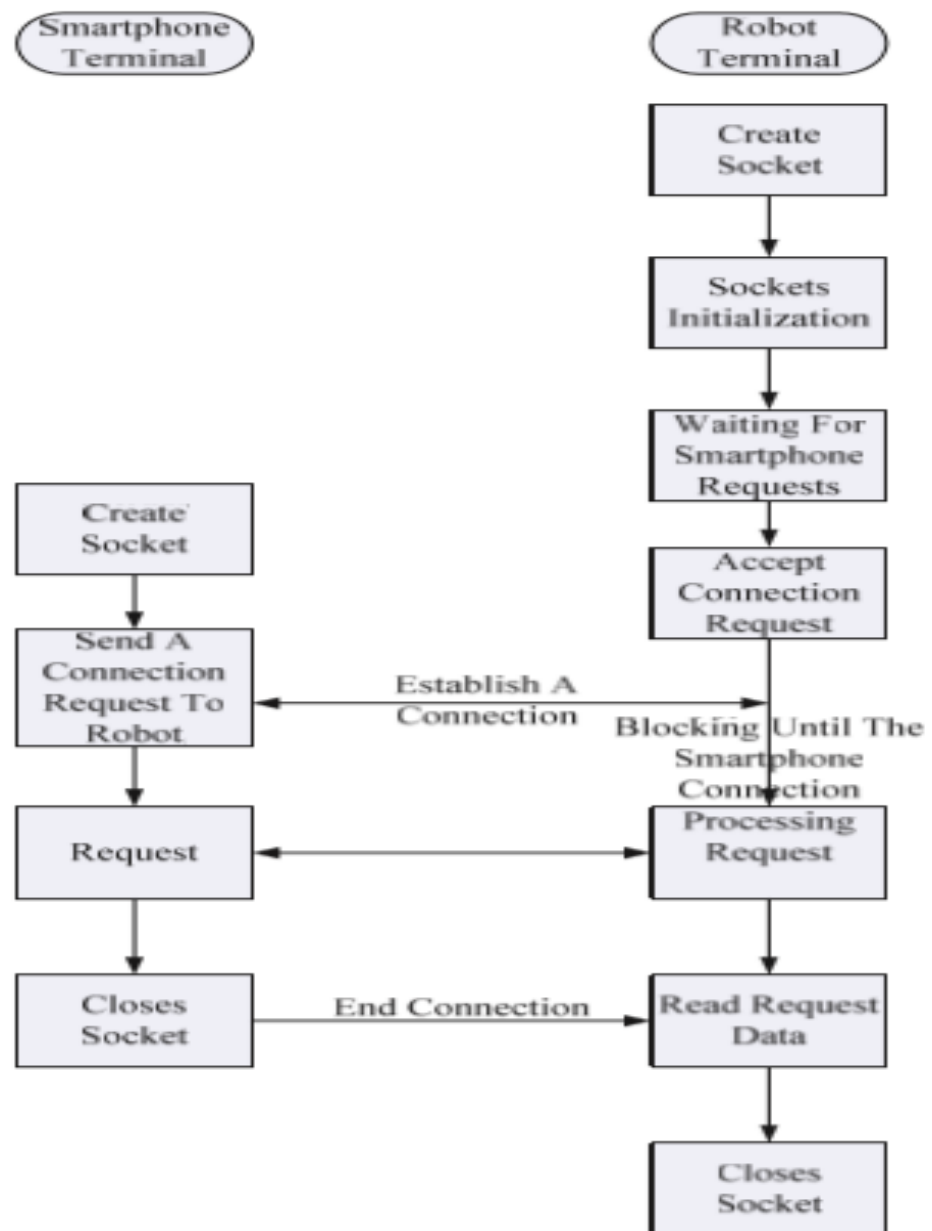 Smartphone
Terminal
Robot
Terminal
Create
Socket
Sockets
Initialization
Waiting For
Smartphone
Requests
Create
Socket
Accept
Connection
Request
Send A
Connection
Request To
Robot
Establish A
Connection
Blocking Until The
Smartphone
Connection
Request
Processing
Request
Closes
Socket
End Connection
Read Request
Data
Closes
Socket